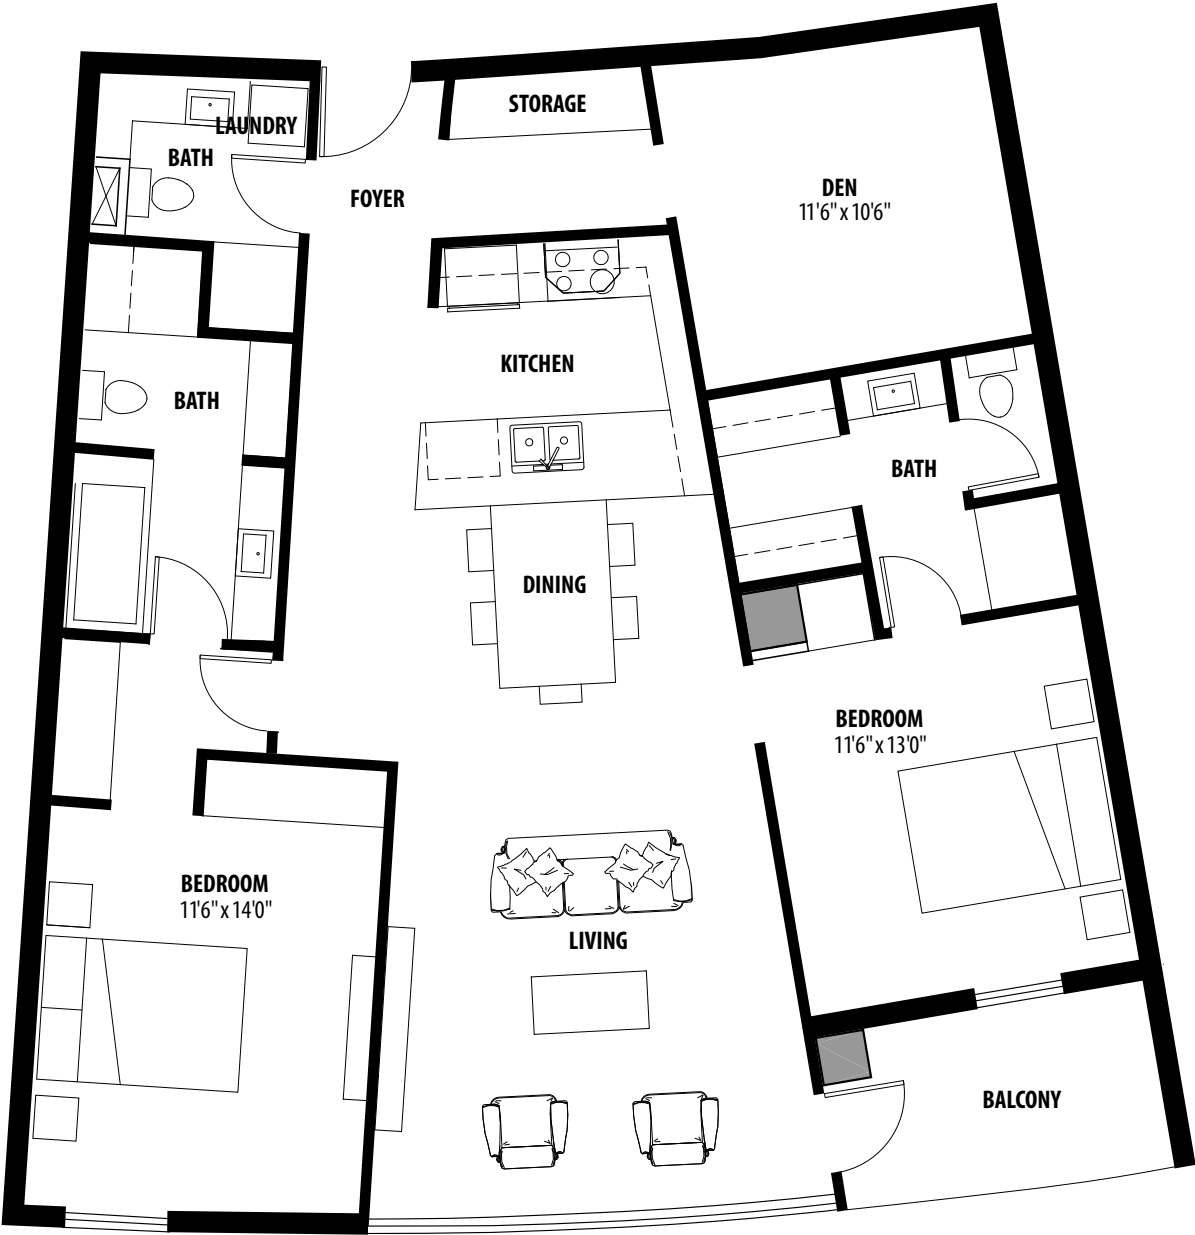 STORAGE
LAUNDRY
BATH
FOYER
DEN
11'6" x 10'6"
KITCHEN
BATH
BATH
DINING
BEDROOM
11'6" x 13'0"
BEDROOM
11'6" x 14'0"
LIVING
BALCONY